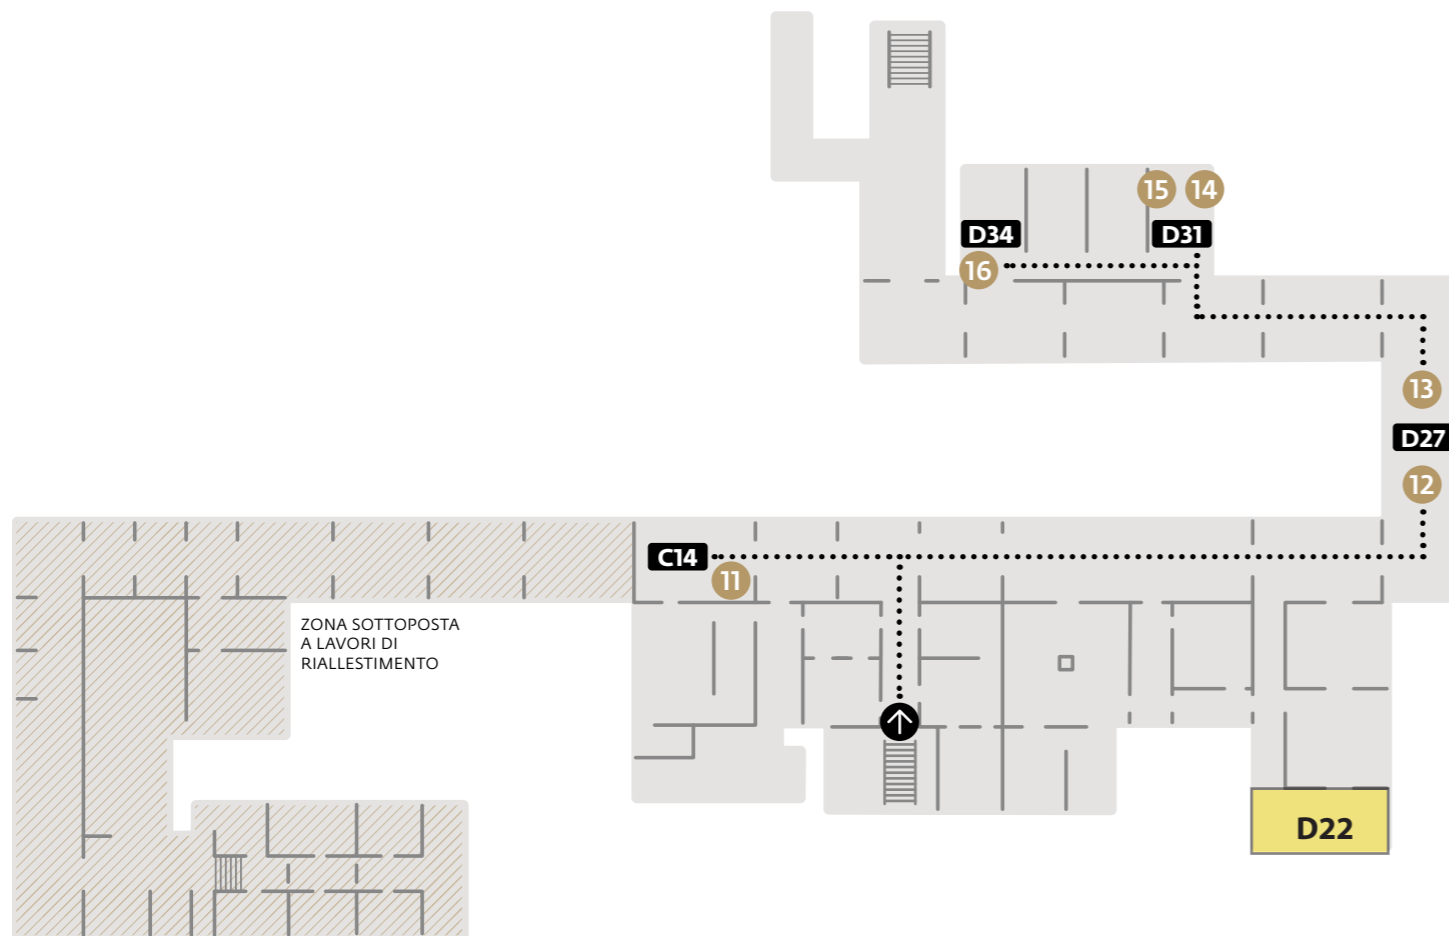 15
14
D34
D31
16
13
D27
12
C14
11
ZONA SOTTOPOSTA
A LAVORI DI
RIALLESTIMENTO
D22